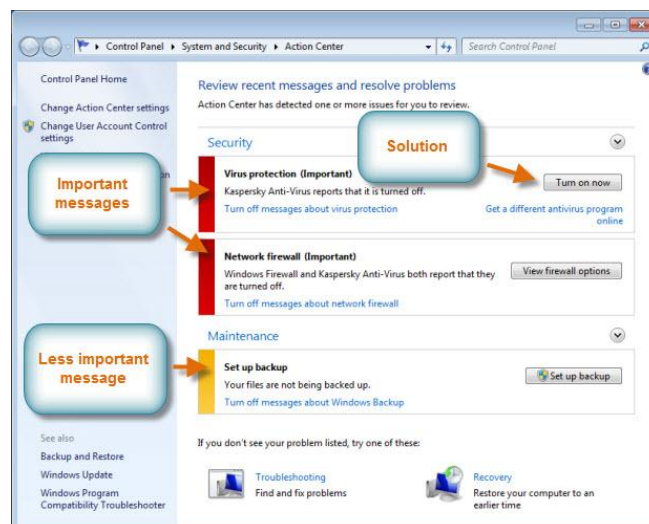 Control Panel ▸ System and Security ▸ Action Center
Search Control Panel
Control Panel Home
Change Action Center settings
Change User Account Control
settings
Review recent messages and resolve problems
Action Center has detected one or more issues for you to review.
Security
Solution
Important
messages
Virus protection (Important)
Kaspersky Anti-Virus reports that it is turned off.
Turn off messages about virus protection
Turn on now
Get a different antivirus program
online
Network firewall (Important)
Windows Firewall and Kaspersky Anti-Virus both report that they
are turned off.
Turn off messages about network firewall
View firewall options
Maintenance
Less important
message
Set up backup
Your files are not being backed up.
Turn off messages about Windows Backup
Set up backup
See also
Backup and Restore
Windows Update
Windows Program
Compatibility Troubleshooter
If you don't see your problem listed, try one of these:
Troubleshooting
Find and fix problems
Recovery
Restore your computer to an
earlier time